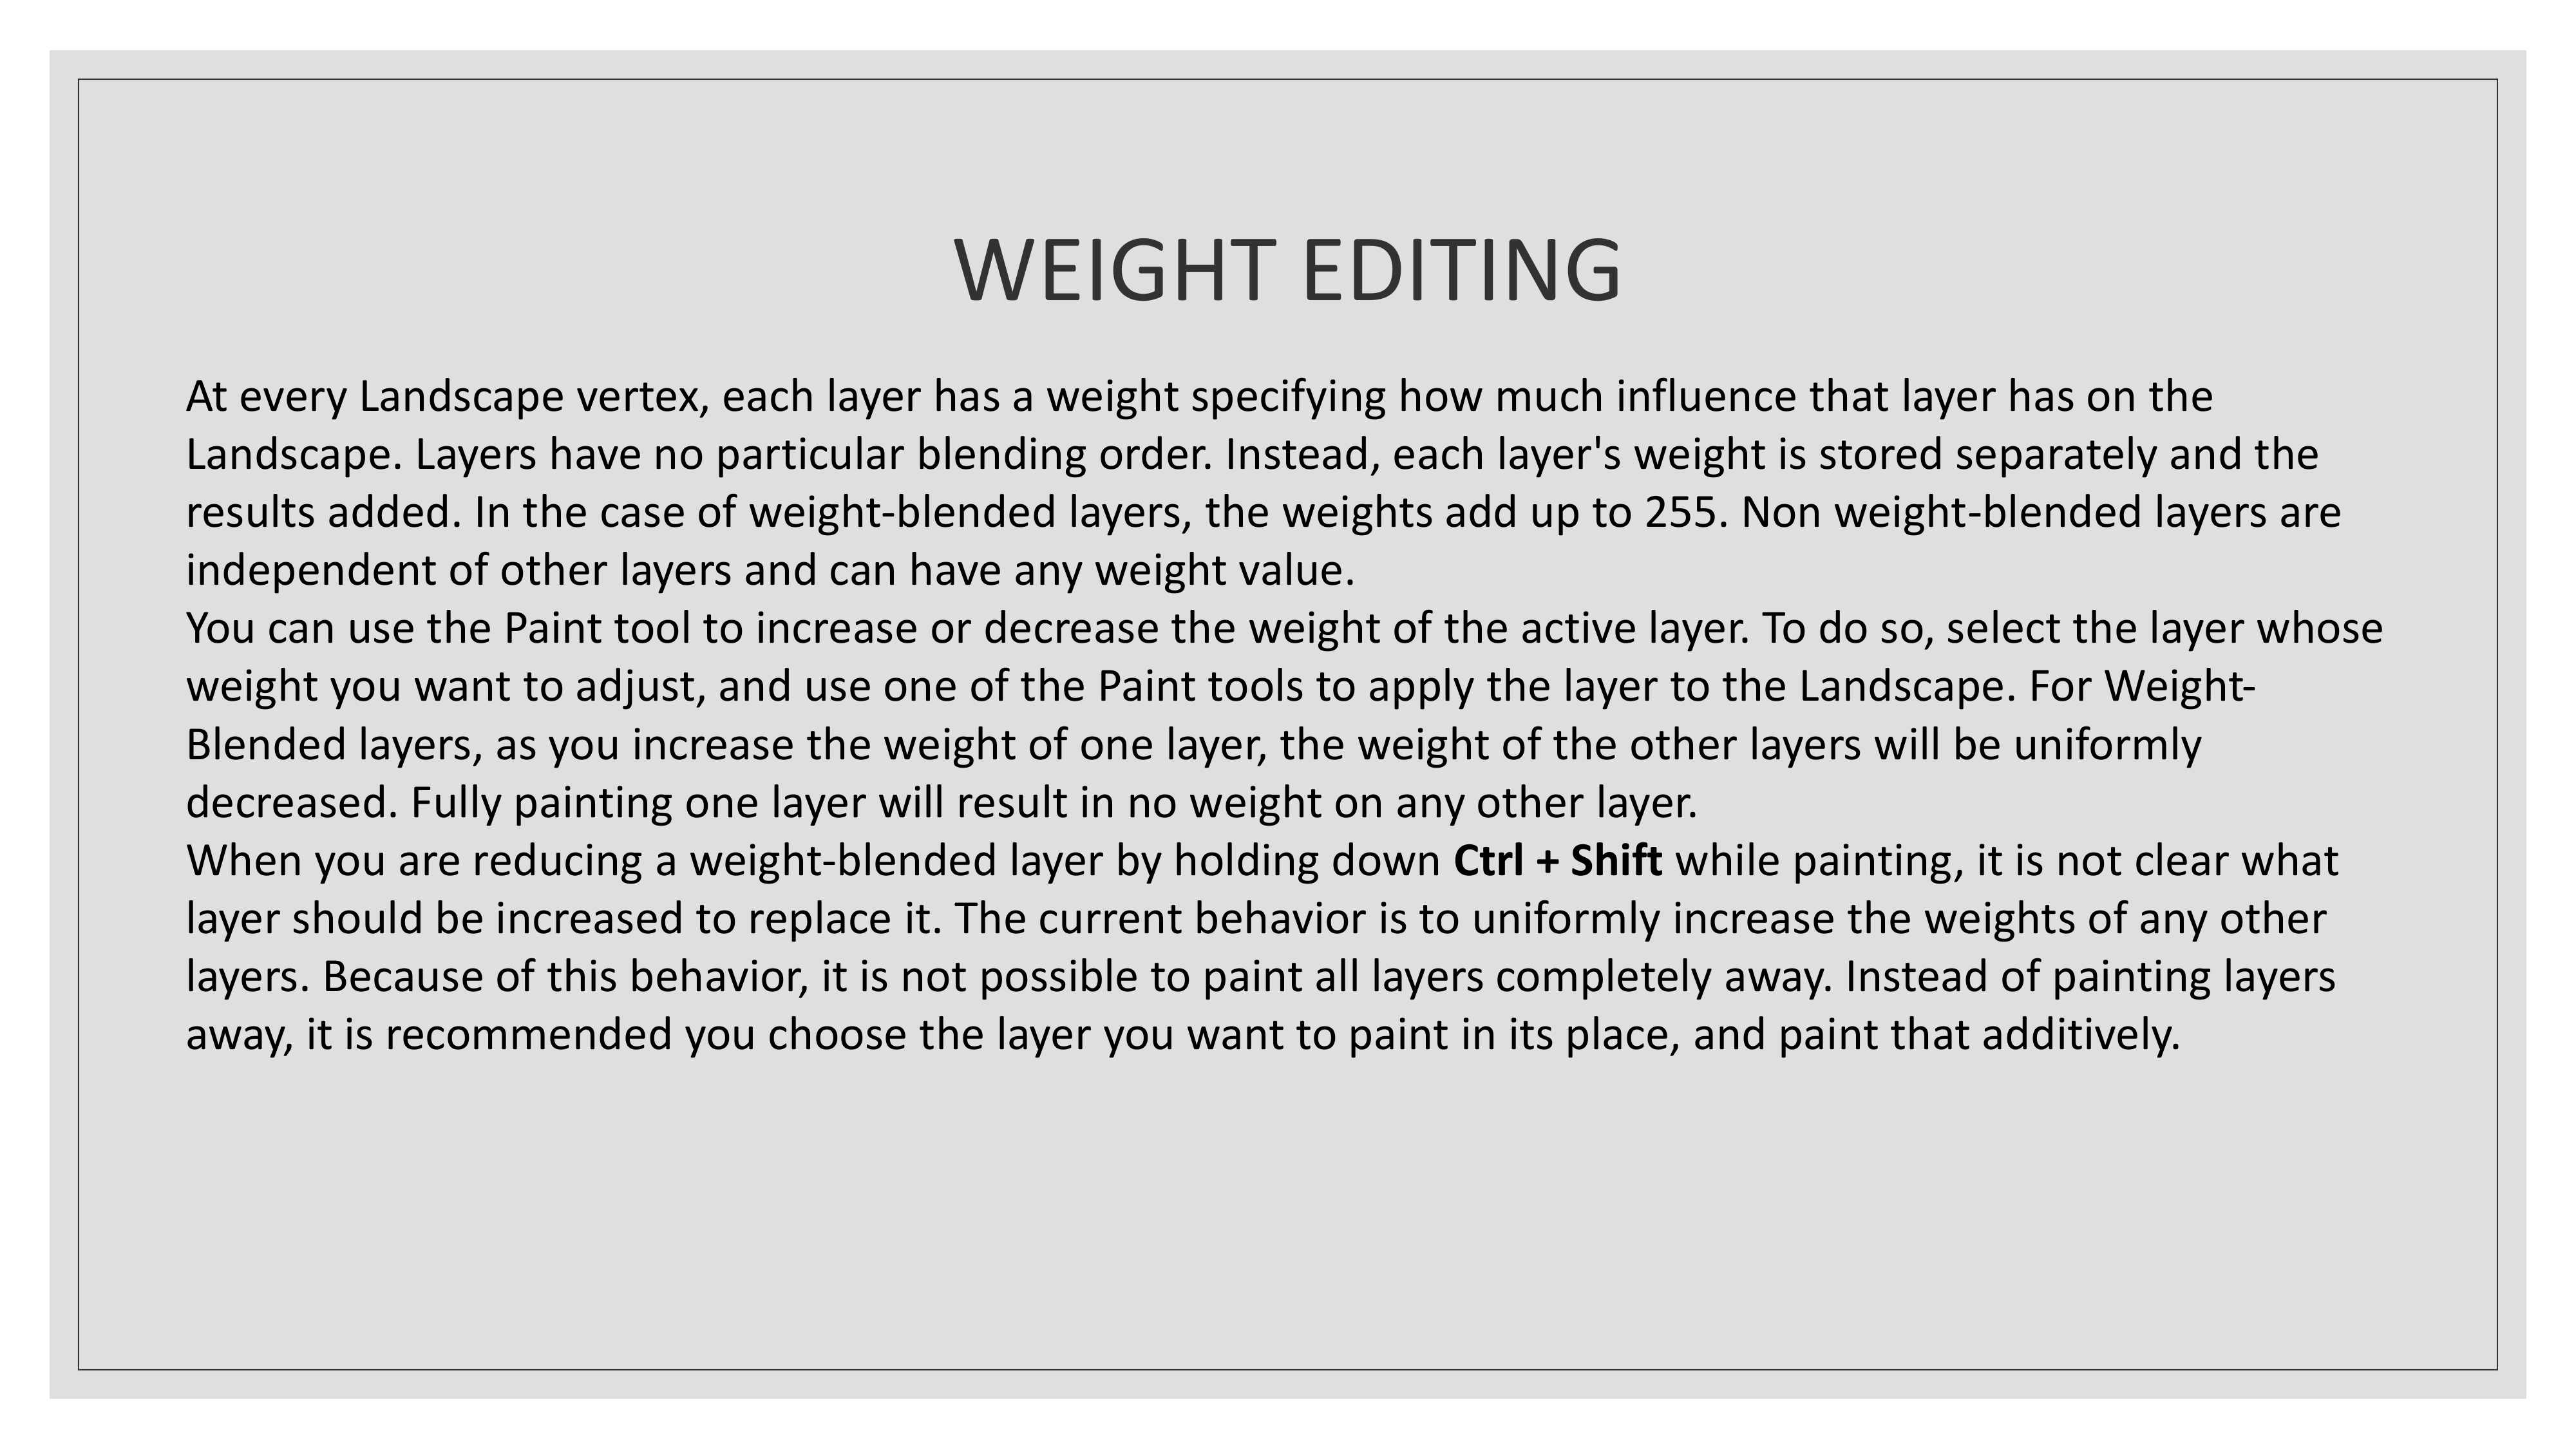 WEIGHT EDITING
At every Landscape vertex, each layer has a weight specifying how much influence that layer has on the
Landscape. Layers have no particular blending order. Instead, each layer's weight is stored separately and the
results added. In the case of weight-blended layers, the weights add up to 255. Non weight-blended layers are
independent of other layers and can have any weight value.
You can use the Paint tool to increase or decrease the weight of the active layer. To do so, select the layer whose
weight you want to adjust, and use one of the Paint tools to apply the layer to the Landscape. For Weight-
Blended layers, as you increase the weight of one layer, the weight of the other layers will be uniformly
decreased. Fully painting one layer will result in no weight on any other layer.
When you are reducing a weight-blended layer by holding down Ctrl + Shift while painting, it is not clear what
layer should be increased to replace it. The current behavior is to uniformly increase the weights of any other
layers. Because of this behavior, it is not possible to paint all layers completely away. Instead of painting layers
away, it is recommended you choose the layer you want to paint in its place, and paint that additively.